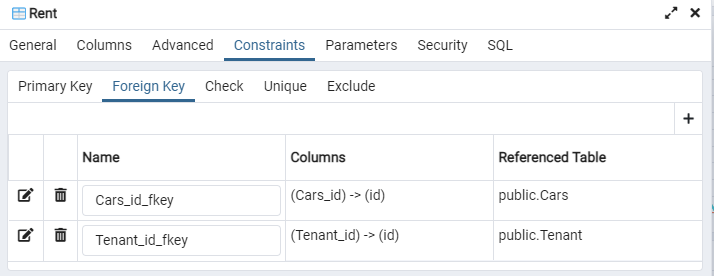 Rent
General Columns Advanced Constraints Parameters Security SQL
Primary Key Foreign Key Check Unique Exclude
Name Columns Referenced Table
Cars_id_fkey (Cars_id) -> (id) public.Cars
Tenant_id_fkey (Tenant_id) -> (id) public.Tenant